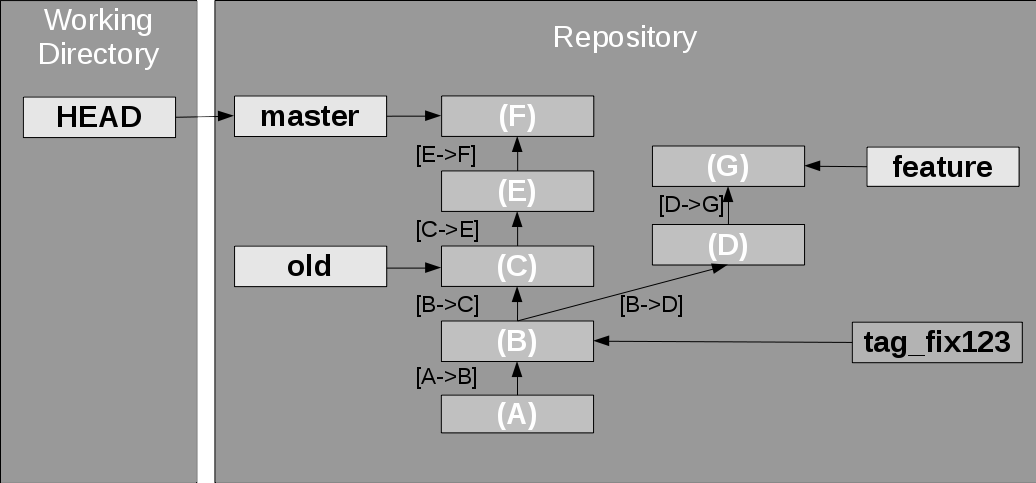 Working
Directory
Repository
HEAD
master
(F)
[E->F]
(G)
feature
(E)
[D->G]
[C->E]
(D)
old
(C)
[B->C]
[B->D]
(B)
tag_fix123
[A->B]
(A)